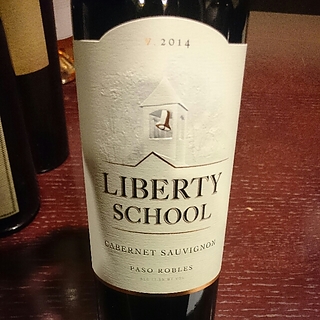 2014
LIBERTY
SCHOOL
CABERNET SAUVIGNON
PASO ROBLES